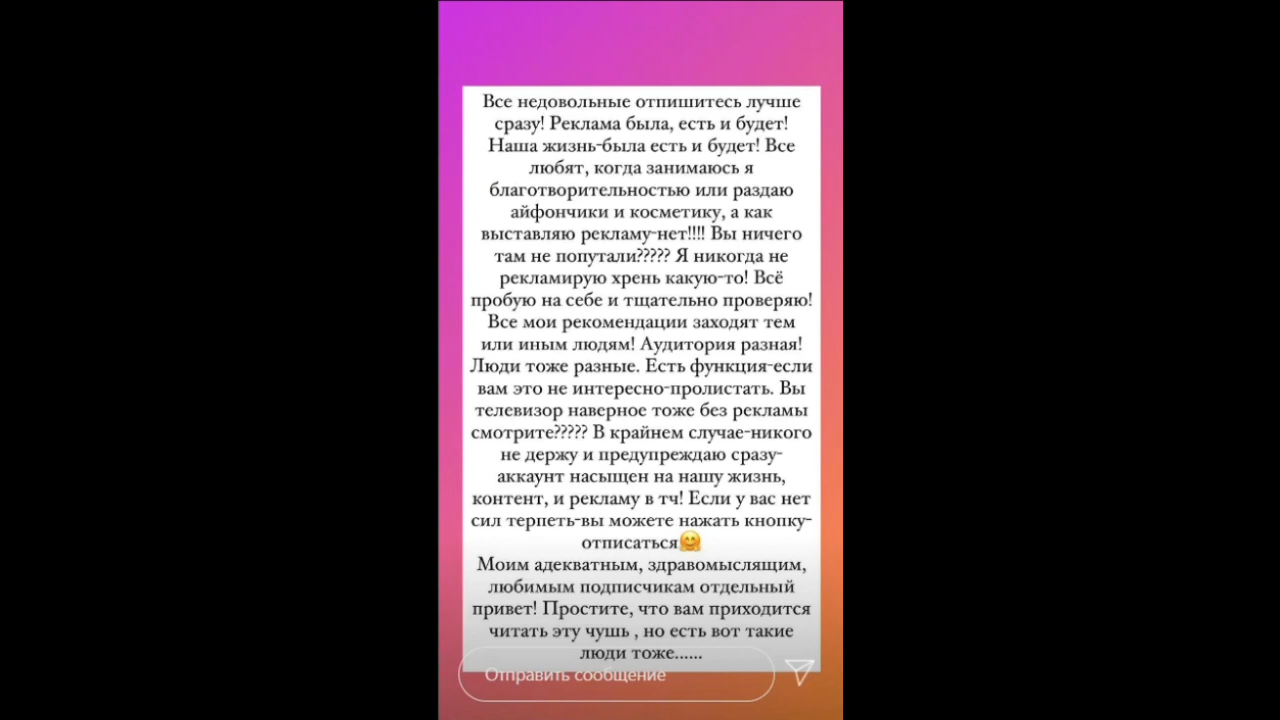 Все недовольные отпишитесь лучше
сразу! Реклама была, есть и будет!
Наша жизнь-была есть и будет! Все
любят, когда занимаюсь я
благотворительностью или раздаю
айфончики и косметику, а как
выставляю рекламу-нет!!!! Вы ничего
там не попутали????? Я никогда не
рекламирую хрень какую-то! Всё
пробую на себе и тщательно проверяю!
Все мои рекомендации заходят тем
или иным людям! Аудитория разная!
Люди тоже разные. Есть функция-если
вам это не интересно-пролистать. Вы
телевизор наверное тоже без рекламы
смотрите????? В крайнем случае-никого
не держу и предупреждаю сразу-
аккаунт насыщен на нашу жизнь,
контент, и рекламу в тч! Если у вас нет
сил терпеть-вы можете нажать кнопку-
отписаться🤗
Моим адекватным, здравомыслящим,
любимым подписчикам отдельный
привет! Простите, что вам приходится
читать эту чушь , но есть вот такие
люди тоже......
Отправить сообщение